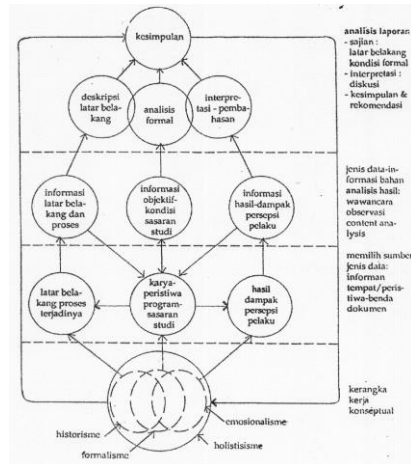 kesimpulan
analisis laporan
- sajian :
latar belakang
kondisi formal
- interpretasi :
diskusi
- kesimpulan &
rekomendasi
deskripsi
latar bela-
kang
analisis
formal
interpre-
tasi - pemba-
hasan
informasi
latar bela-
kang dan
proses
informasi
objektif-
kondisi
sasaran
studi
informasi
hasil-dampak
persepsi
pelaku
jenis data-in-
formasi bahan
analisis hasil:
wawancara
observasi
content ana-
lysis
latar bela-
kang proses
terjadinya
karya-
peristiwa
program-
sasaran
studi
hasil
dampak
persepsi
pelaku
memilih sumber
jenis data:
informan
tempat/peris-
tiwa-benda
dokumen
kerangka
kerja
konseptual
emosionalisme
historisme
formalisme
holistisisme